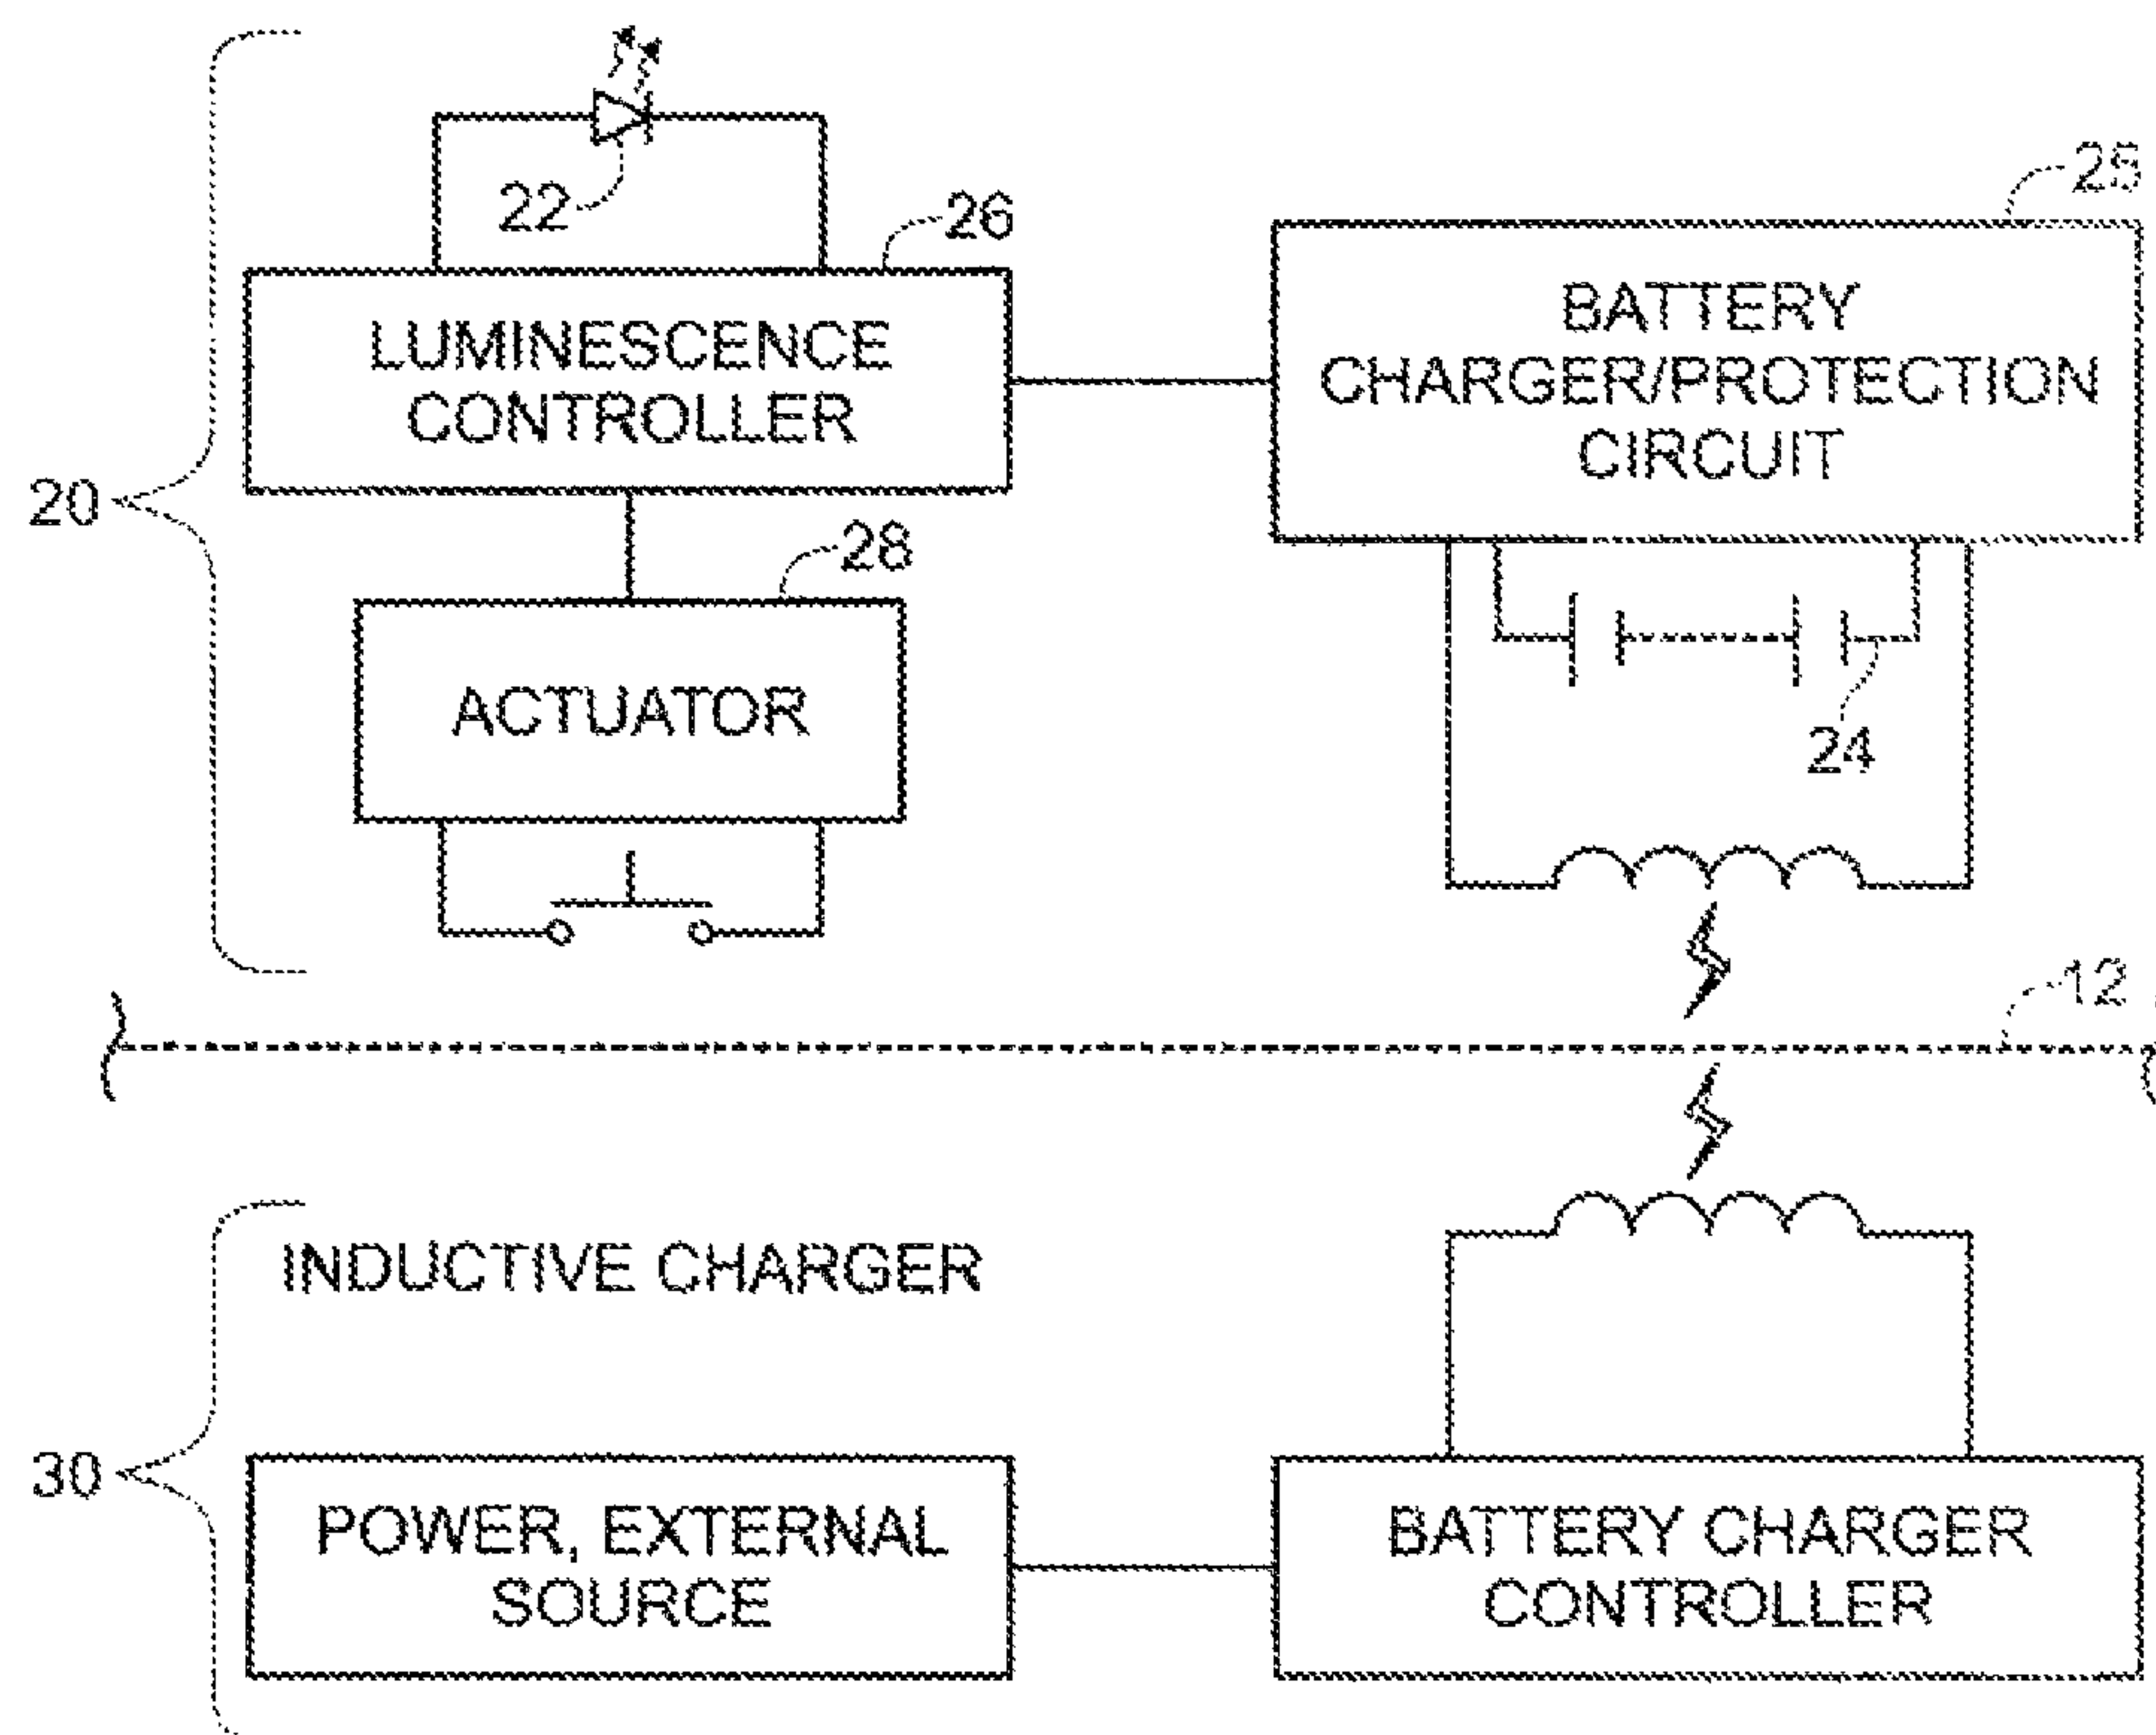 22
26
25
LUMINESCENCE
CONTROLLER
BATTERY
CHARGER/PROTECTION
CIRCUIT
20
28
ACTUATOR
24
12
INDUCTIVE CHARGER
30
POWER, EXTERNAL
SOURCE
BATTERY CHARGER
CONTROLLER